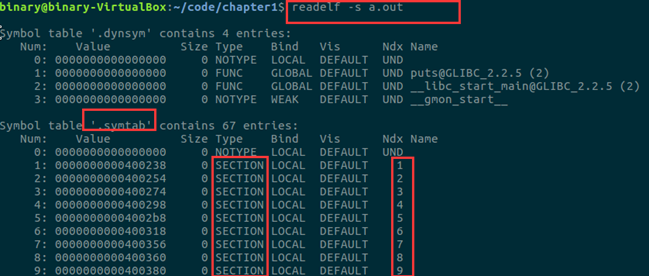 binary@binary-VirtualBox:~/code/chapter1$ readelf -s a.out
Symbol table '.dynsym' contains 4 entries:
Num: Value Size Type Bind Vis Ndx Name
0: 0000000000000000 0 NOTYPE LOCAL DEFAULT UND
1: 0000000000000000 0 FUNC GLOBAL DEFAULT UND puts@GLIBC_2.2.5 (2)
2: 0000000000000000 0 FUNC GLOBAL DEFAULT UND __libc_start_main@GLIBC_2.2.5 (2)
3: 0000000000000000 0 NOTYPE WEAK DEFAULT UND __gmon_start__
Symbol table '.symtab' contains 67 entries:
Num: Value Size Type Bind Vis Ndx Name
0: 0000000000000000 0 NOTYPE LOCAL DEFAULT UND
1: 0000000000400238 0 SECTION LOCAL DEFAULT 1
2: 0000000000400254 0 SECTION LOCAL DEFAULT 2
3: 0000000000400274 0 SECTION LOCAL DEFAULT 3
4: 0000000000400298 0 SECTION LOCAL DEFAULT 4
5: 00000000004002b8 0 SECTION LOCAL DEFAULT 5
6: 0000000000400318 0 SECTION LOCAL DEFAULT 6
7: 0000000000400356 0 SECTION LOCAL DEFAULT 7
8: 0000000000400360 0 SECTION LOCAL DEFAULT 8
9: 0000000000400380 0 SECTION LOCAL DEFAULT 9